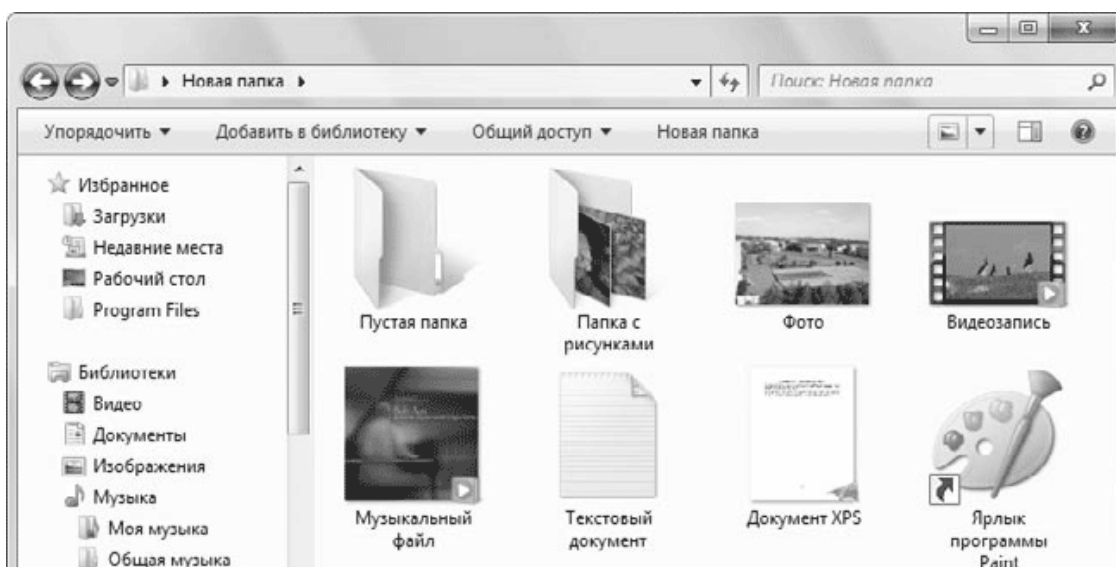 Новая папка
Поиск: Новая папка
Упорядочить Добавить в библиотеку Общий доступ Новая папка
Избранное
Загрузки
Недавние места
Рабочий стол
Program Files
Библиотеки
Видео
Документы
Изображения
Музыка
Моя музыка
Общая музыка
Пустая папка
Папка с
рисунками
Фото
Видеозапись
Музыкальный
файл
Текстовый
документ
Документ XPS
Ярлык
программы
Paint